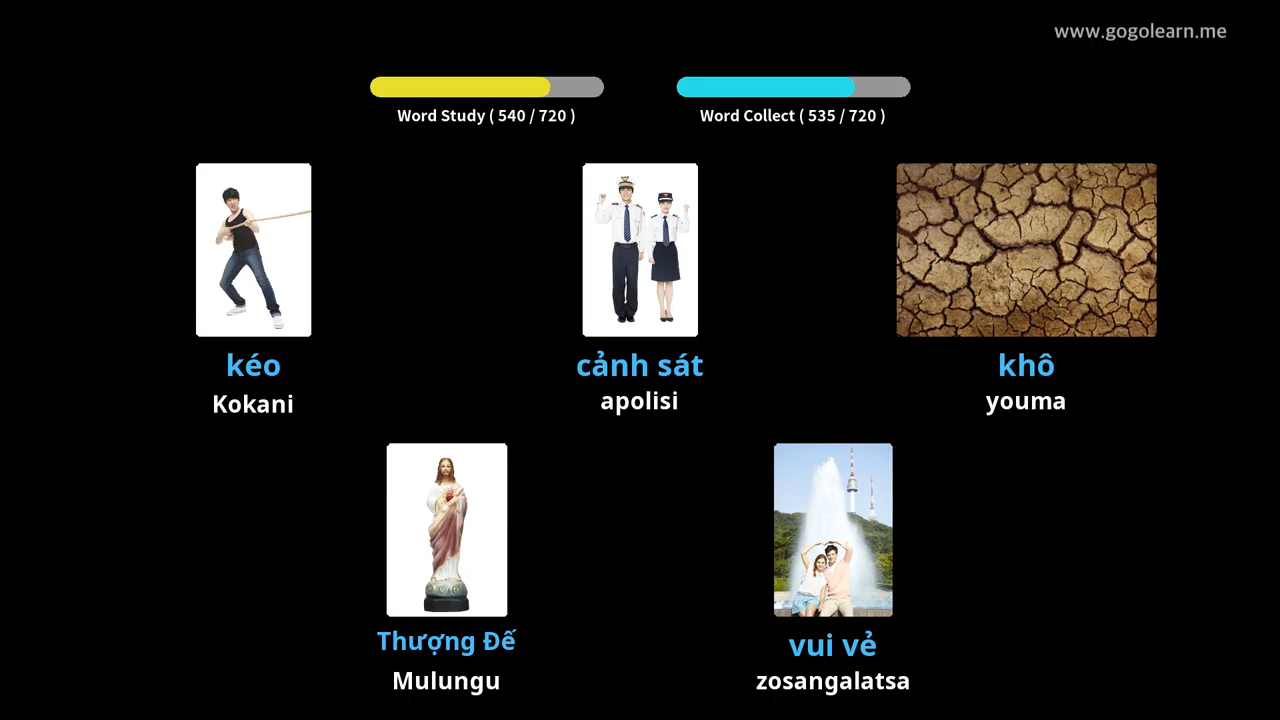 www.gogolearn.me
Word Study ( 540 / 720 )
Word Collect ( 535 / 720 )
kéo
Kokani
cảnh sát
apolisi
khô
youma
Thượng Đế
Mulungu
vui vẻ
zosangalatsa